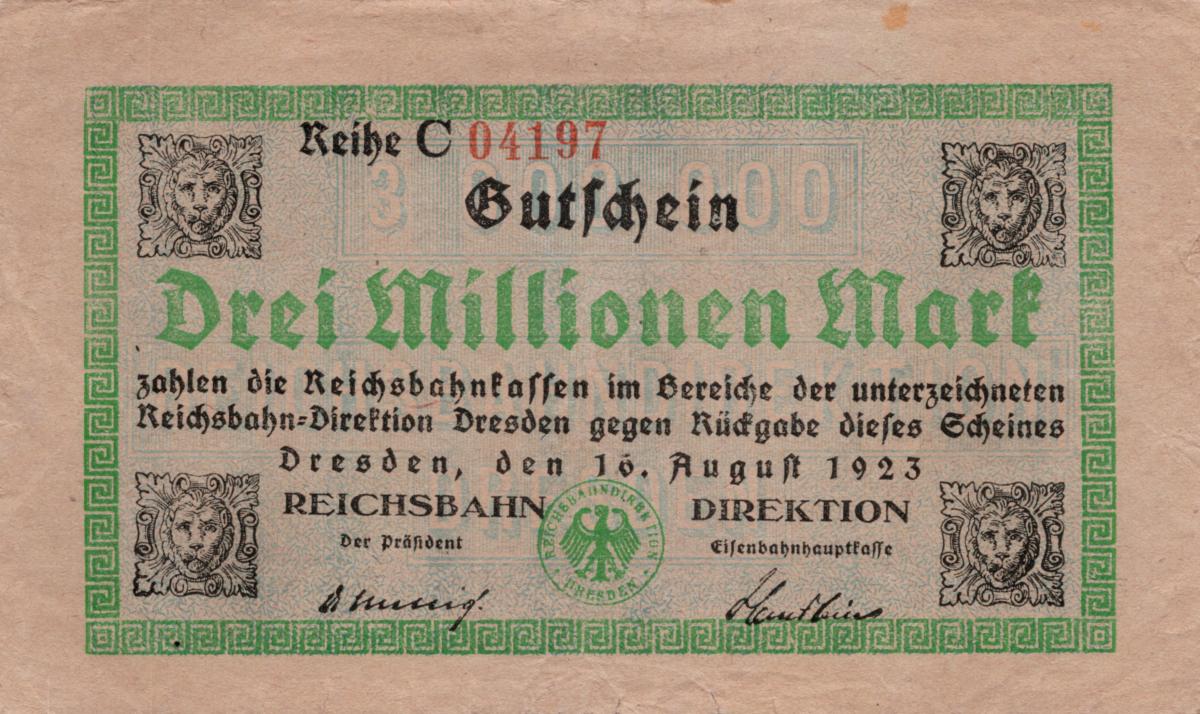 Reihe C 04197
3 000 000
Gutschein
Drei Millionen Mark
zahlen die Reichsbahnkassen im Bereiche der unterzeichneten
Reichsbahn-Direktion Dresden gegen Rückgabe dieses Scheines
Dresden, den 16. August 1923
REICHSBAHN DIREKTION
REICHSBAHNDIREKTION DRESDEN
Der Präsident Eisenbahnhauptkasse